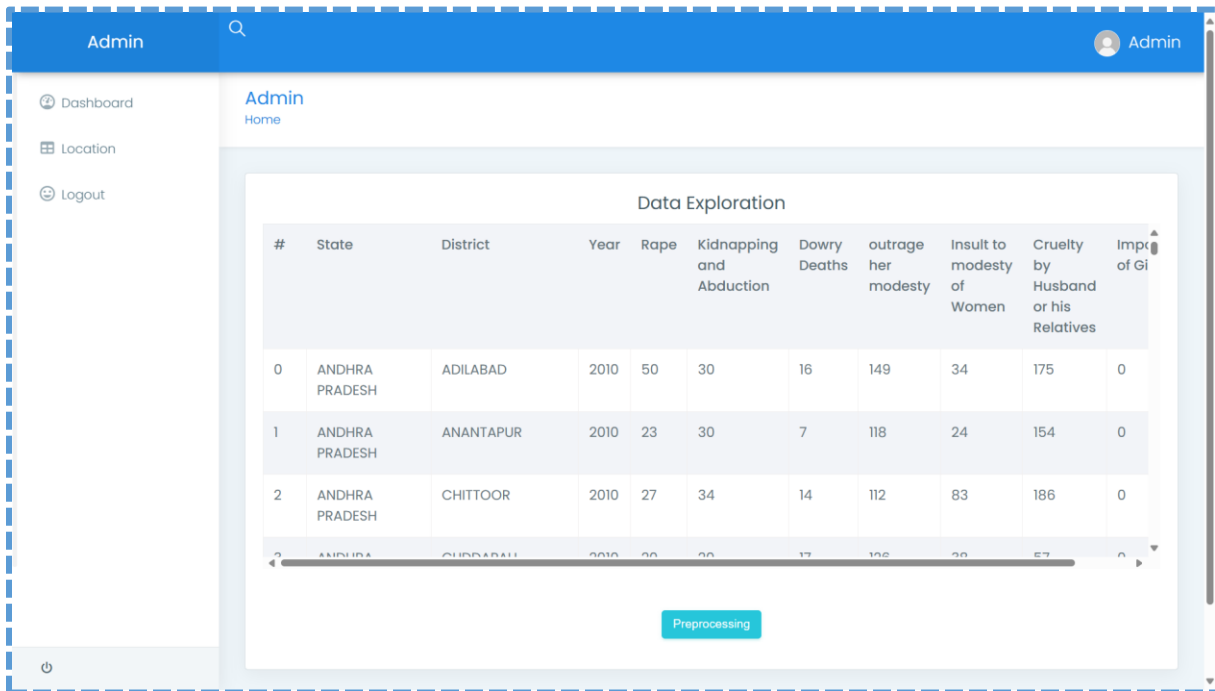 Admin
Admin
Dashboard
Location
Logout
Admin
Home
Data Exploration
# State District Year Rape Kidnapping Dowry outrage Insult to Cruelty
and Deaths her modesty by of Gi
Abduction modesty of Husband
Women or his
Relatives
0 ANDHRA ADILABAD 2010 50 30 16 149 34 175 0
PRADESH
1 ANDHRA ANANTAPUR 2010 23 30 7 118 24 154 0
PRADESH
2 ANDHRA CHITTOOR 2010 27 34 14 112 83 186 0
PRADESH
Preprocessing